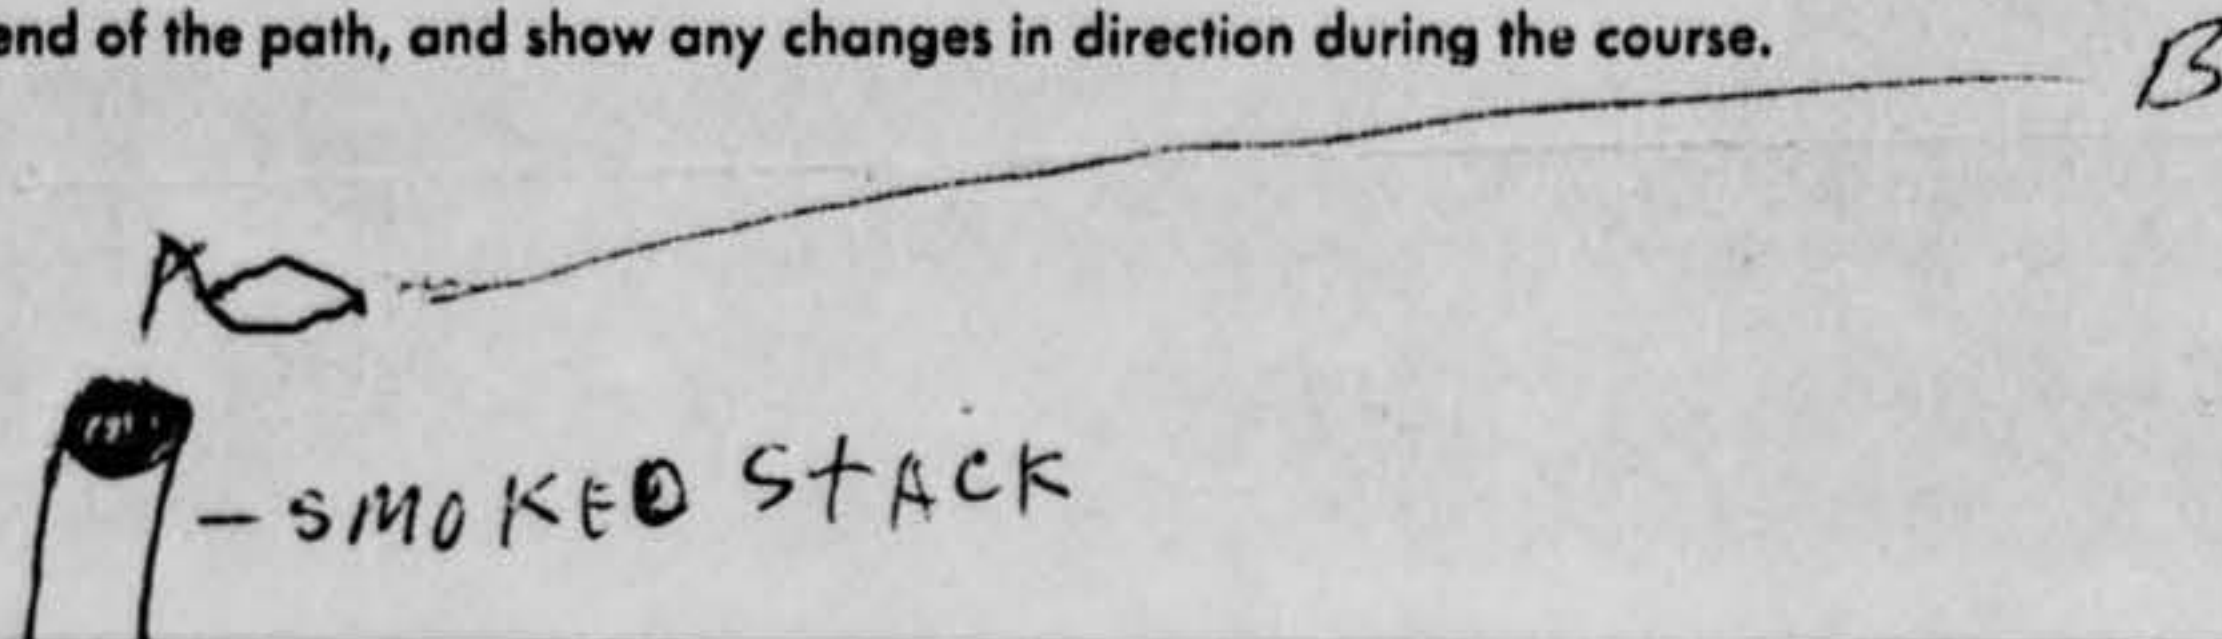 end of the path, and show any changes in direction during the course.
B
A
- SMOKED StACK